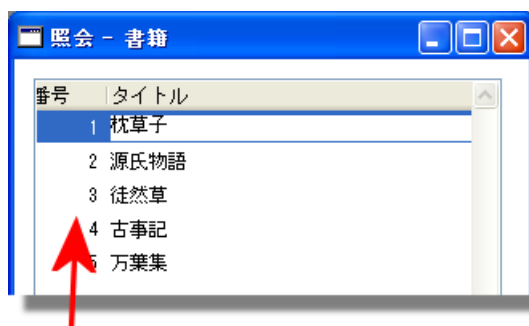 照会 - 書籍
番号 タイトル
1 枕草子
2 源氏物語
3 徒然草
4 古事記
5 万葉集